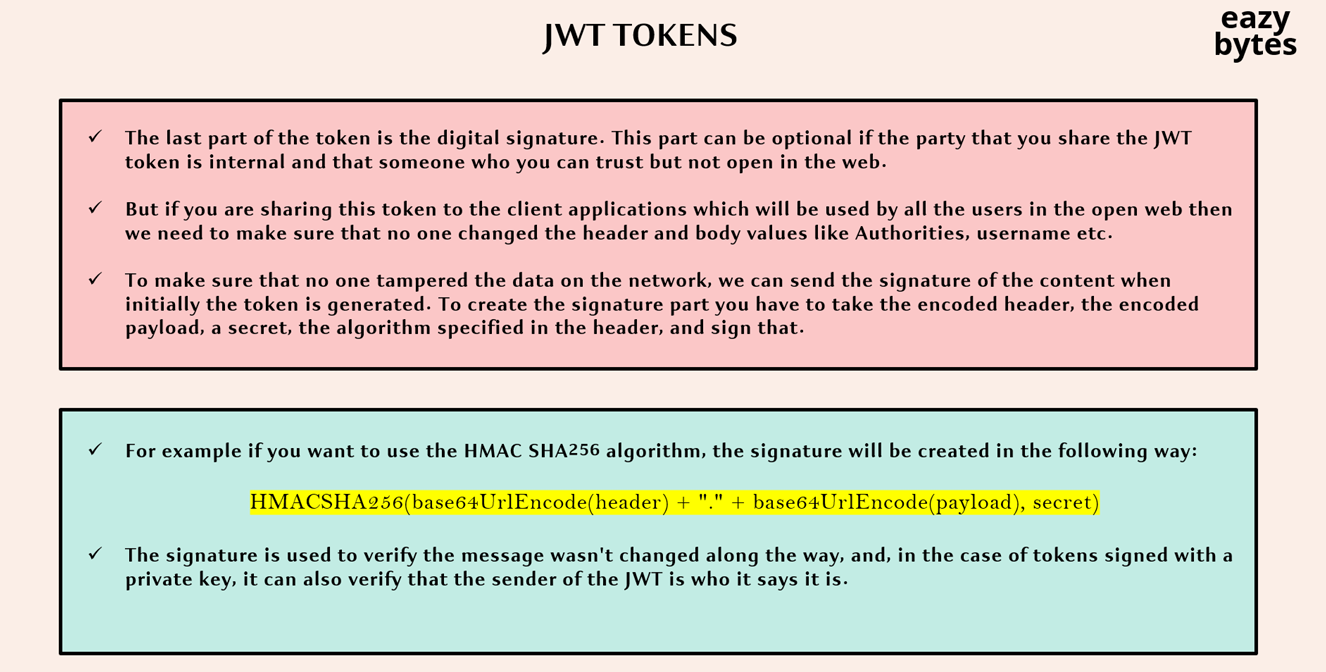 JWT TOKENS
eazy
bytes
✓ The last part of the token is the digital signature. This part can be optional if the party that you share the JWT
token is internal and that someone who you can trust but not open in the web.
✓ But if you are sharing this token to the client applications which will be used by all the users in the open web then
we need to make sure that no one changed the header and body values like Authorities, username etc.
✓ To make sure that no one tampered the data on the network, we can send the signature of the content when
initially the token is generated. To create the signature part you have to take the encoded header, the encoded
payload, a secret, the algorithm specified in the header, and sign that.
✓ For example if you want to use the HMAC SHA256 algorithm, the signature will be created in the following way:
HMACSHA256(base64UrlEncode(header) + "." + base64UrlEncode(payload), secret)
✓ The signature is used to verify the message wasn't changed along the way, and, in the case of tokens signed with a
private key, it can also verify that the sender of the JWT is who it says it is.